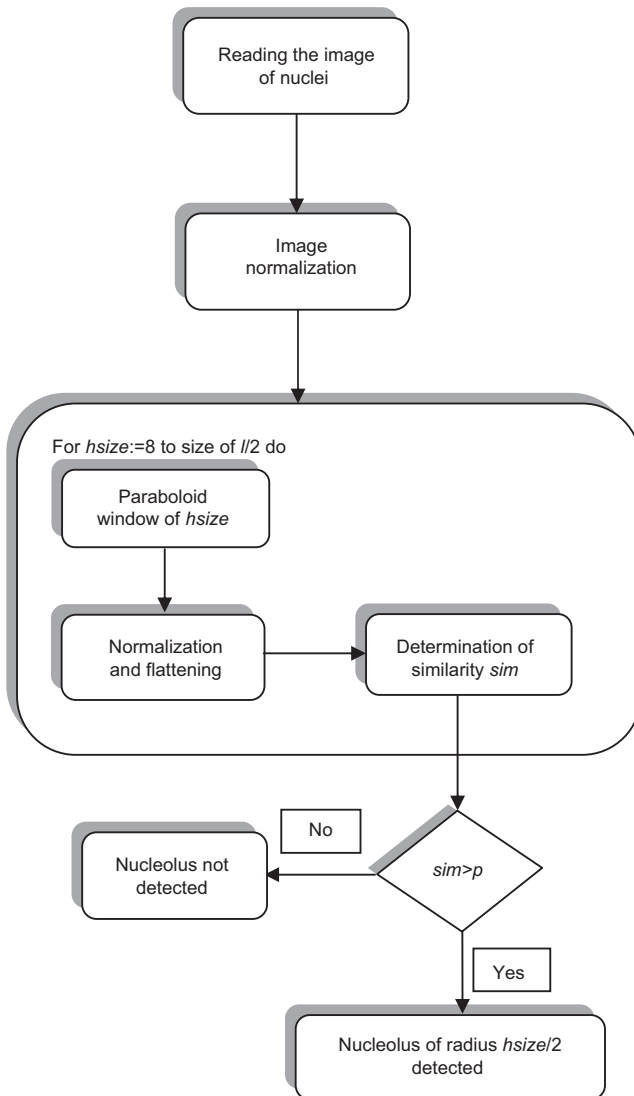 Reading the image
of nuclei
Image
normalization
For hsize:=8 to size of I/2 do
Paraboloid
window of hsize
Normalization
and flattening
Determination of
similarity sim
No
Nucleolus not
detected
sim>p
Yes
Nucleolus of radius hsize/2
detected